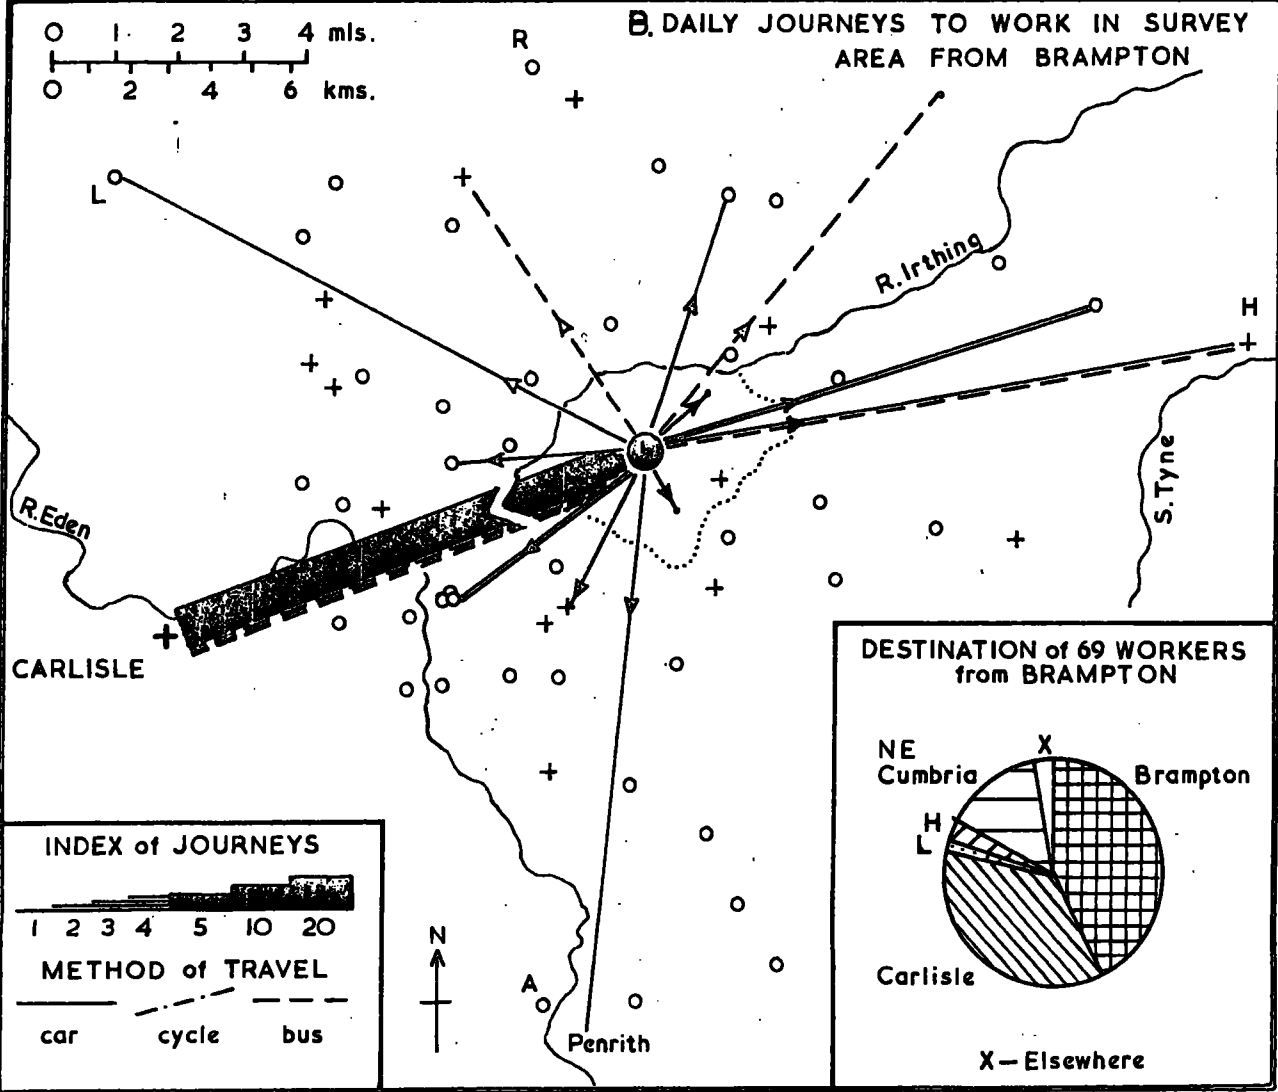 B. DAILY JOURNEYS TO WORK IN SURVEY
AREA FROM BRAMPTON
0 1 2 3 4 mls.
0 2 4 6 kms.
R
L
R. Irthing
H
S. Tyne
R. Eden
CARLISLE
A
Penrith
N
INDEX of JOURNEYS
1 2 3 4 5 10 20
METHOD of TRAVEL
car cycle bus
DESTINATION of 69 WORKERS
from BRAMPTON
X
NE
Cumbria
Brampton
H
L
Carlisle
X – Elsewhere